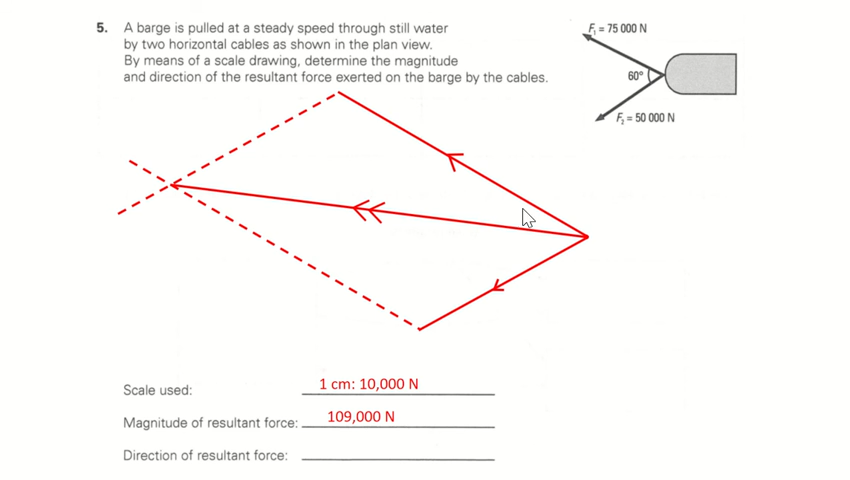 5. A barge is pulled at a steady speed through still water
by two horizontal cables as shown in the plan view.
By means of a scale drawing, determine the magnitude
and direction of the resultant force exerted on the barge by the cables.
F₁ = 75 000 N
60°
F₂ = 50 000 N
Scale used: 1 cm: 10,000 N
Magnitude of resultant force: 109,000 N
Direction of resultant force: